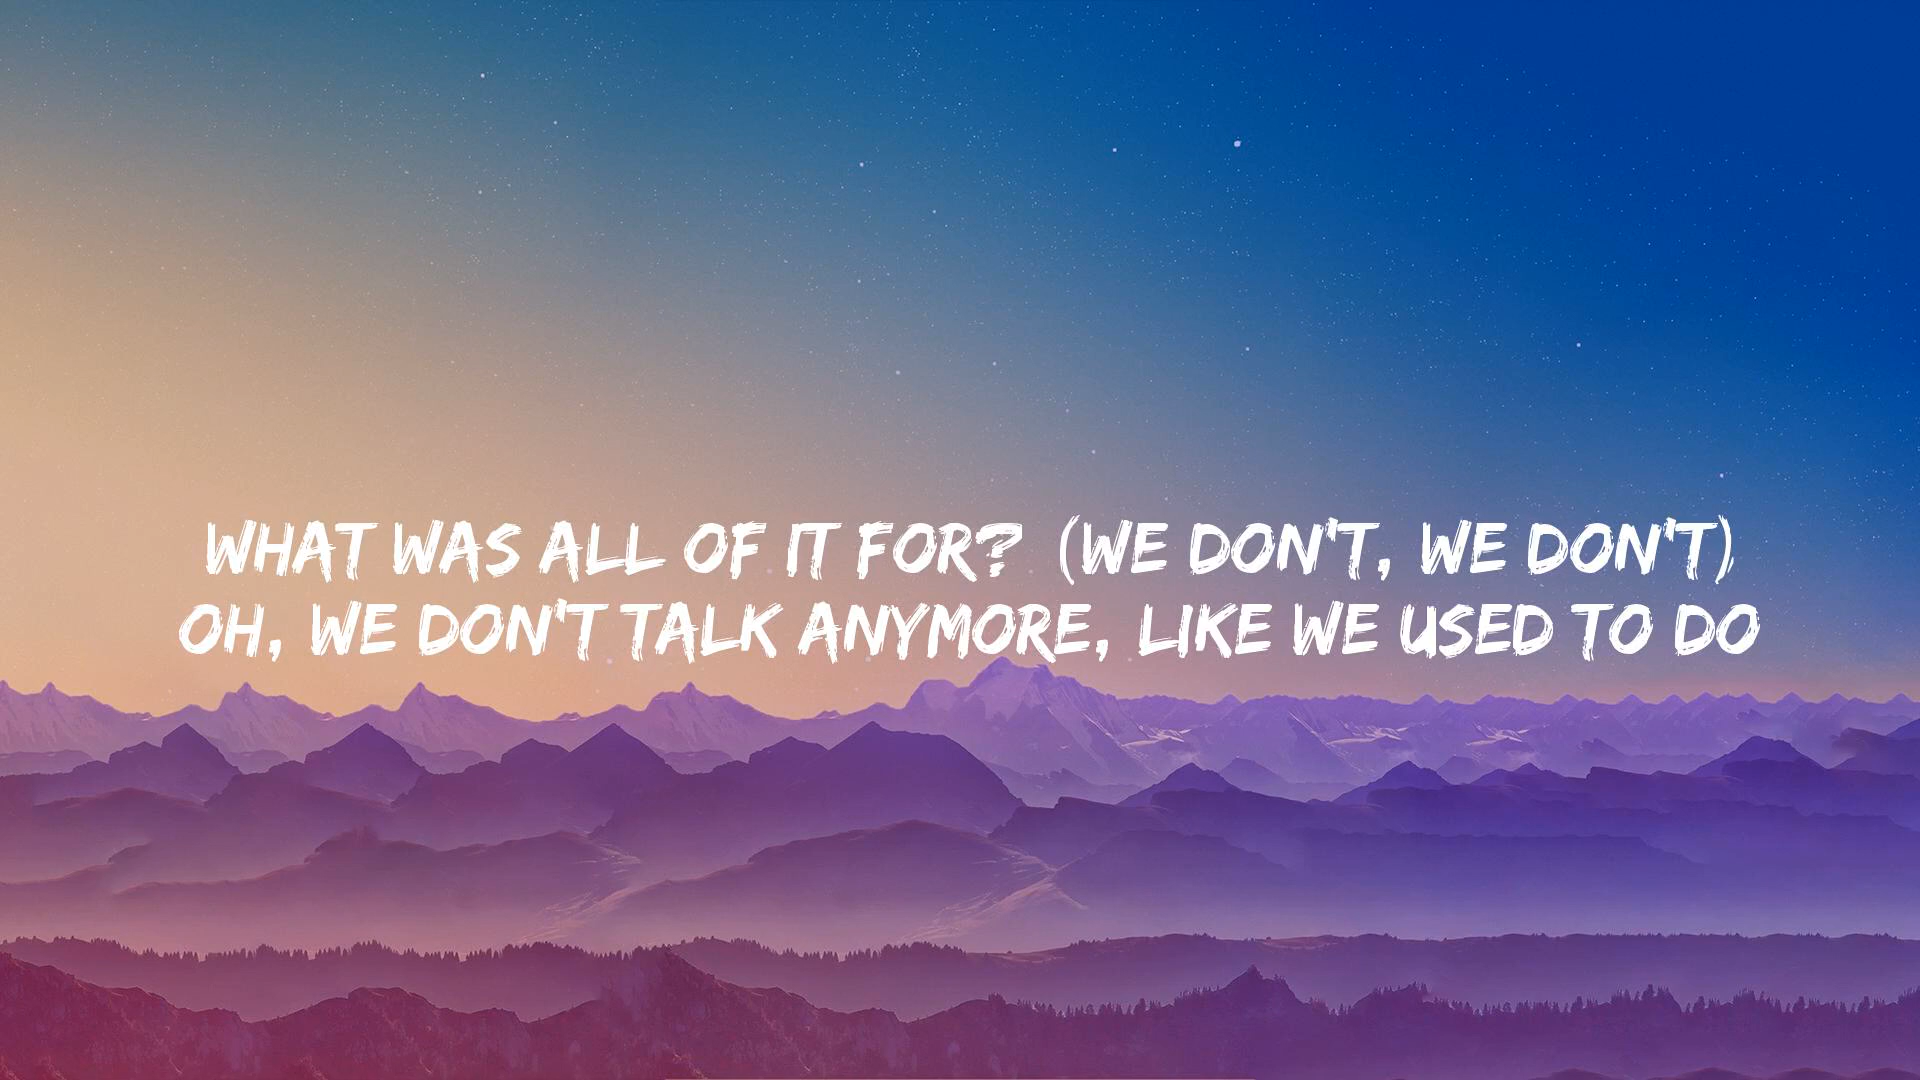 WHAT WAS ALL OF IT FOR? (WE DON'T, WE DON'T)
OH, WE DON'T TALK ANYMORE, LIKE WE USED TO DO